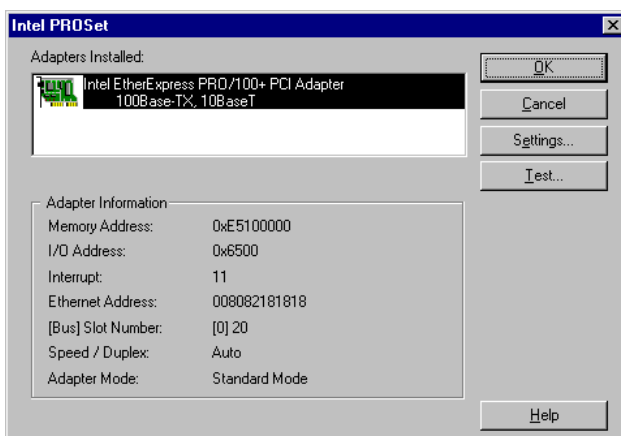 Intel PROSet
Adapters Installed:
Intel EtherExpress PRO/100+ PCI Adapter
100Base-TX, 10BaseT
OK
Cancel
Settings...
Test...
Adapter Information
Memory Address: 0xE5100000
I/O Address: 0x6500
Interrupt: 11
Ethernet Address: 008082181818
[Bus] Slot Number: [0] 20
Speed / Duplex: Auto
Adapter Mode: Standard Mode
Help